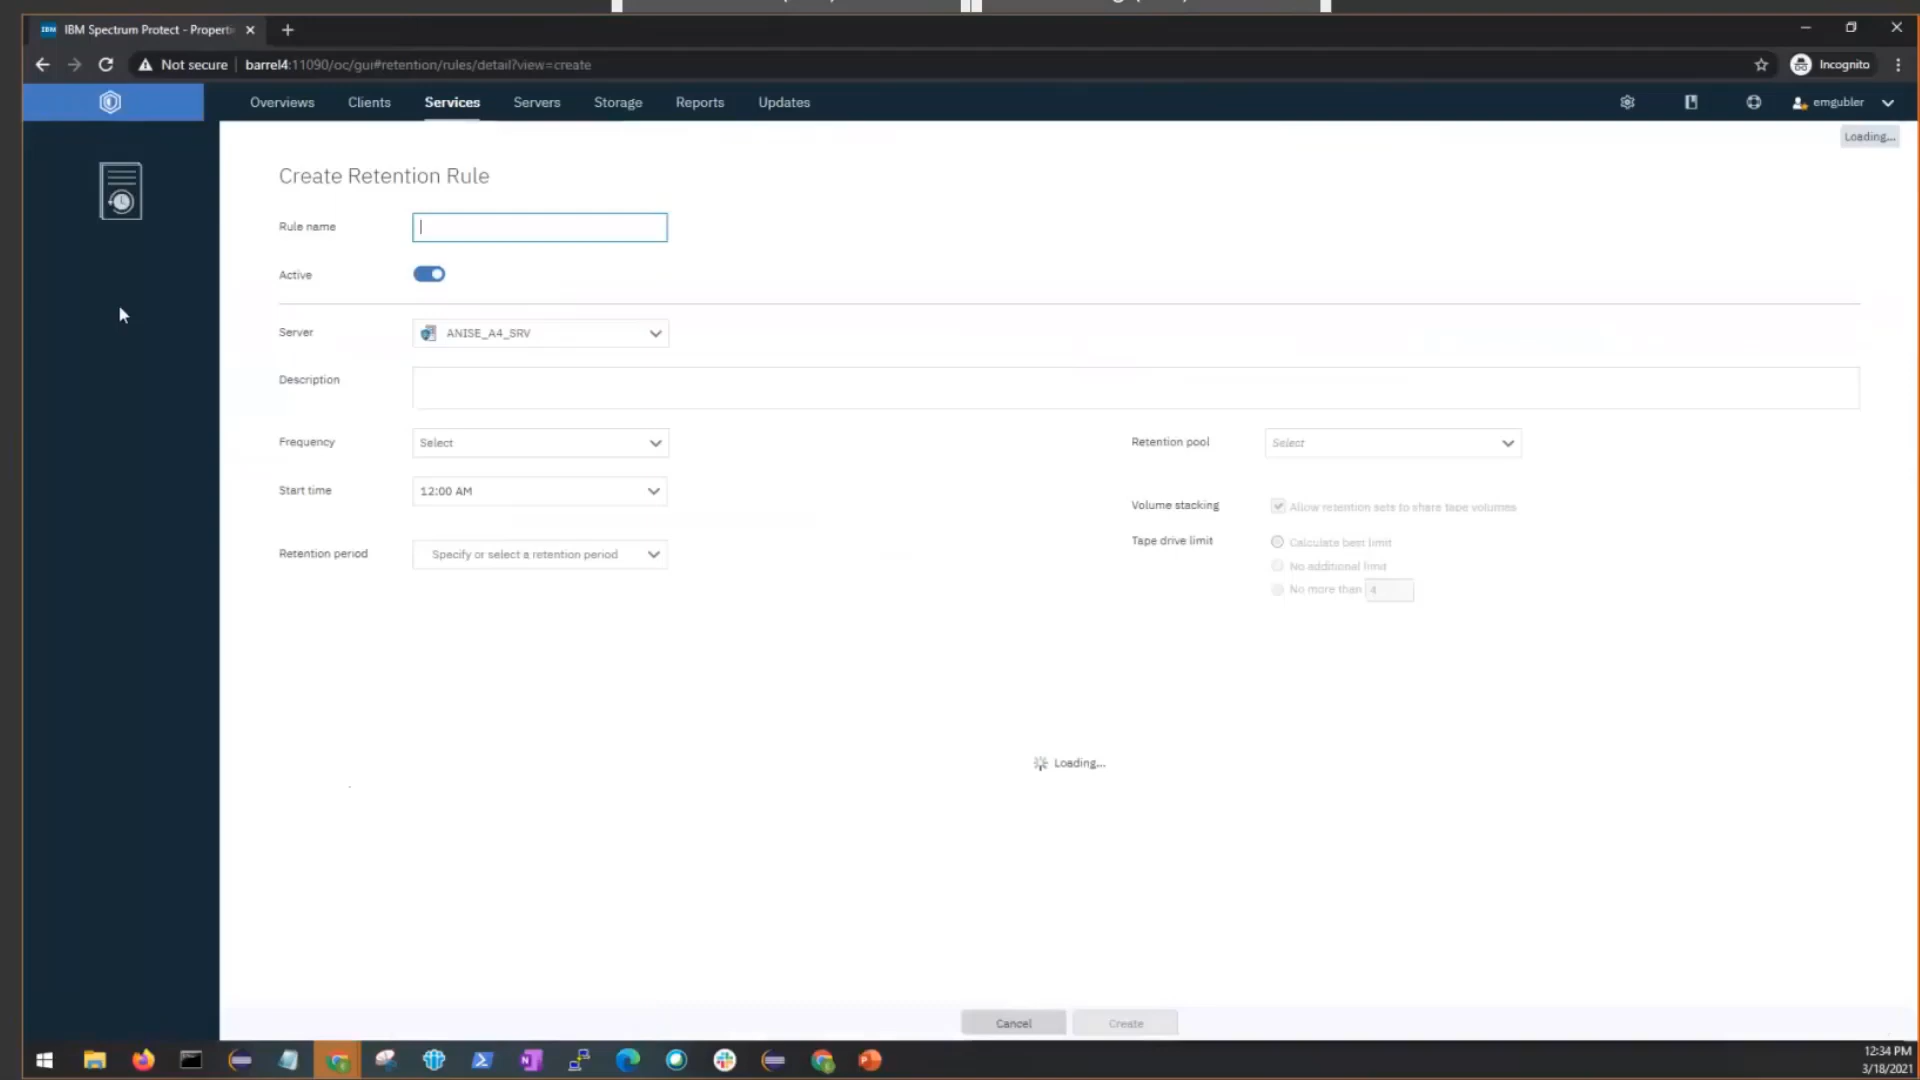 IBM IBM Spectrum Protect - Properti
Not secure barrel4:11090/oc/gui#retention/rules/detail?view=create Incognito
Overviews Clients Services Servers Storage Reports Updates emgubler
Loading...
Create Retention Rule
Rule name
Active
Server ANISE_A4_SRV
Description
Frequency Select Retention pool Select
Start time 12:00 AM
Volume stacking Allow retention sets to share tape volumes
Tape drive limit Calculate best limit
Retention period Specify or select a retention period
No additional limit
No more than 4
Loading...
Cancel Create
12:34 PM
3/18/2021